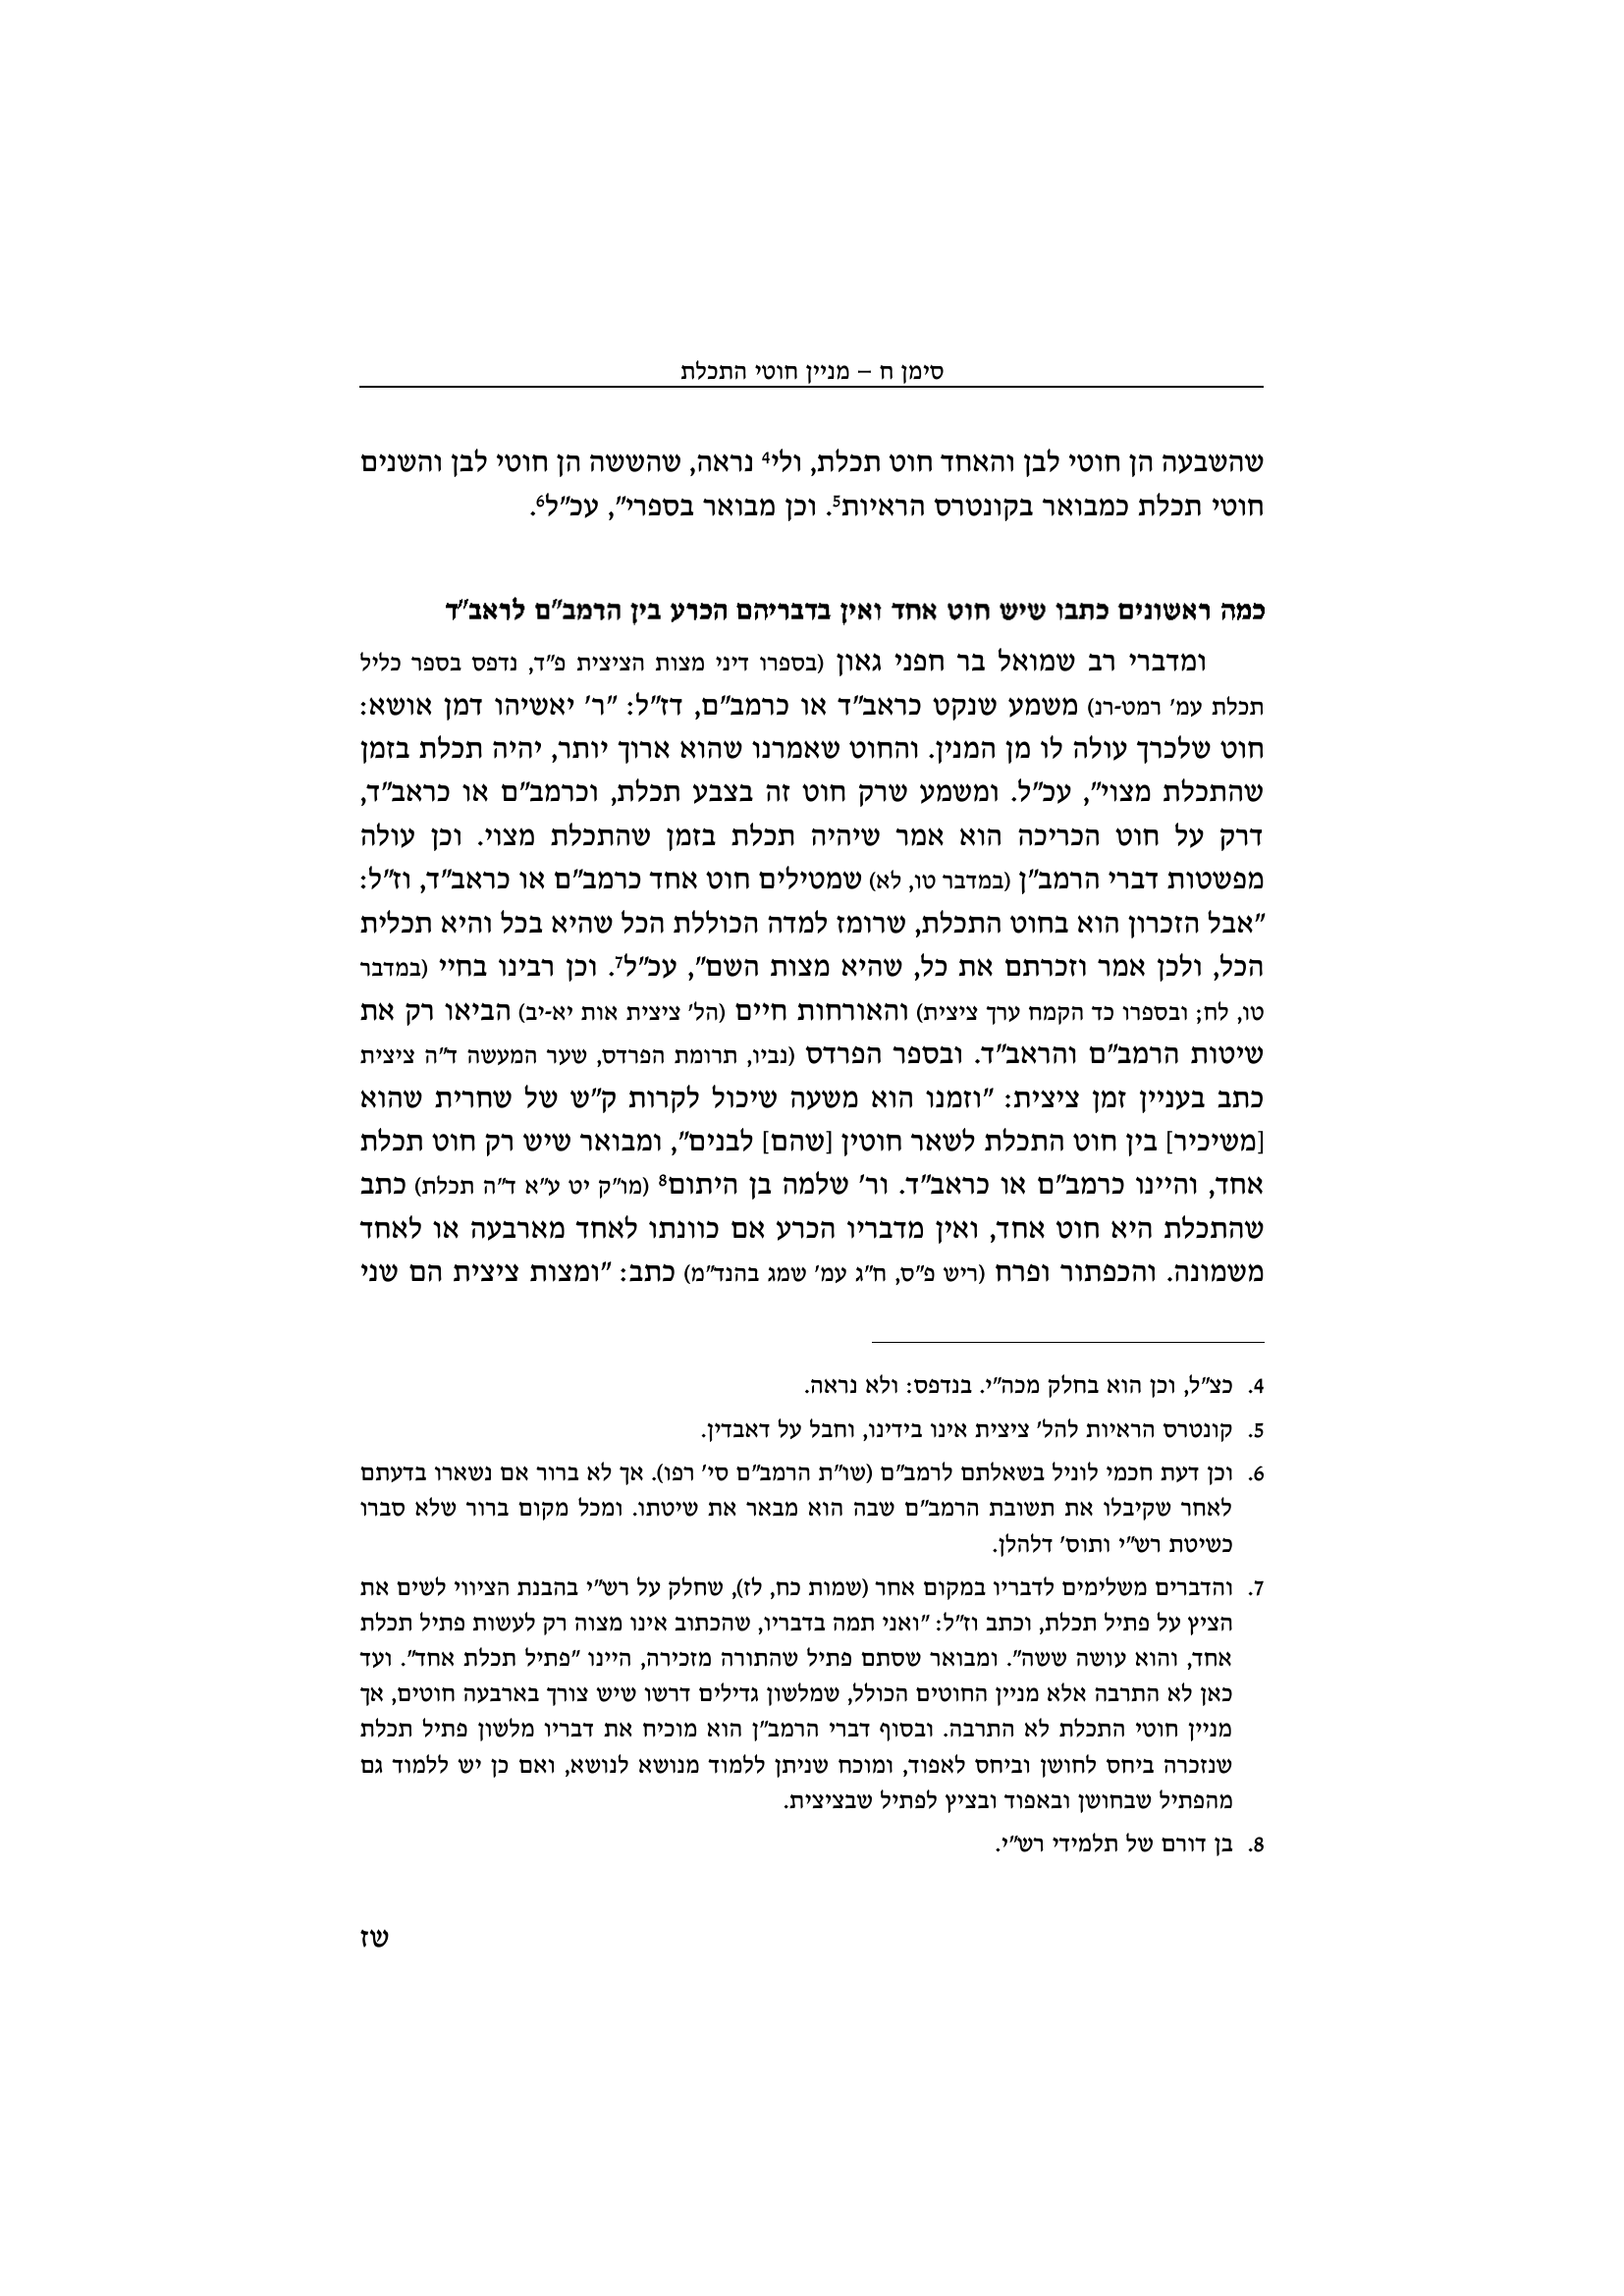 סימן ח – מניין חוטי התכלת
שהשבעה הן חוטי לבן והאחד חוט תכלת, ולי⁴ נראה, שהששה הן חוטי לבן והשנים
חוטי תכלת כמבואר בקונטרס הראיות⁵. וכן מבואר בספרי", עכ"ל⁶.
כמה ראשונים כתבו שיש חוט אחד ואין בדבריהם הכרע בין הרמב"ם לראב"ד
ומדברי רב שמואל בר חפני גאון (בספרו דיני מצות הציצית פ"ד, נדפס בספר כליל
תכלת עמ' רמט-רנ) משמע שנקט כראב"ד או כרמב"ם, דז"ל: "ר' יאשיהו דמן אושא:
חוט שלכרך עולה לו מן המנין. והחוט שאמרנו שהוא ארוך יותר, יהיה תכלת בזמן
שהתכלת מצוי", עכ"ל. ומשמע שרק חוט זה בצבע תכלת, וכרמב"ם או כראב"ד,
דרק על חוט הכריכה הוא אמר שיהיה תכלת בזמן שהתכלת מצוי. וכן עולה
מפשטות דברי הרמב"ן (במדבר טו, לא) שמטילים חוט אחד כרמב"ם או כראב"ד, וז"ל:
"אבל הזכרון הוא בחוט התכלת, שרומז למדה הכוללת הכל שהיא בכל והיא תכלית
הכל, ולכן אמר וזכרתם את כל, שהיא מצות השם", עכ"ל⁷. וכן רבינו בחיי (במדבר
טו, לח; ובספרו כד הקמח ערך ציצית) והאורחות חיים (הל' ציצית אות יא-יב) הביאו רק את
שיטות הרמב"ם והראב"ד. ובספר הפרדס (נביו, תרומת הפרדס, שער המעשה ד"ה ציצית
כתב בעניין זמן ציצית: "וזמנו הוא משעה שיכול לקרות ק"ש של שחרית שהוא
[משיכיר] בין חוט התכלת לשאר חוטין [שהם] לבנים", ומבואר שיש רק חוט תכלת
אחד, והיינו כרמב"ם או כראב"ד. ור' שלמה בן היתום⁸ (מו"ק יט ע"א ד"ה תכלת) כתב
שהתכלת היא חוט אחד, ואין מדבריו הכרע אם כוונתו לאחד מארבעה או לאחד
משמונה. והכפתור ופרח (ריש פ"ס, ח"ג עמ' שמג בהנד"מ) כתב: "ומצות ציצית הם שני
4. כצ"ל, וכן הוא בחלק מכה"י. בנדפס: ולא נראה.
5. קונטרס הראיות להל' ציצית אינו בידינו, וחבל על דאבדין.
6. וכן דעת חכמי לוניל בשאלתם לרמב"ם (שו"ת הרמב"ם סי' רפו). אך לא ברור אם נשארו בדעתם
לאחר שקיבלו את תשובת הרמב"ם שבה הוא מבאר את שיטתו. ומכל מקום ברור שלא סברו
כשיטת רש"י ותוס' דלהלן.
7. והדברים משלימים לדבריו במקום אחר (שמות כח, לז), שחלק על רש"י בהבנת הציווי לשים את
הציץ על פתיל תכלת, וכתב וז"ל: "ואני תמה בדבריו, שהכתוב אינו מצוה רק לעשות פתיל תכלת
אחד, והוא עושה ששה". ומבואר שסתם פתיל שהתורה מזכירה, היינו "פתיל תכלת אחד". ועד
כאן לא התרבה אלא מניין החוטים הכולל, שמלשון גדילים דרשו שיש צורך בארבעה חוטים, אך
מניין חוטי התכלת לא התרבה. ובסוף דברי הרמב"ן הוא מוכיח את דבריו מלשון פתיל תכלת
שנזכרה ביחס לחושן וביחס לאפוד, ומוכח שניתן ללמוד מנושא לנושא, ואם כן יש ללמוד גם
מהפתיל שבחושן ובאפוד ובציץ לפתיל שבציצית.
8. בן דורם של תלמידי רש"י.
שז